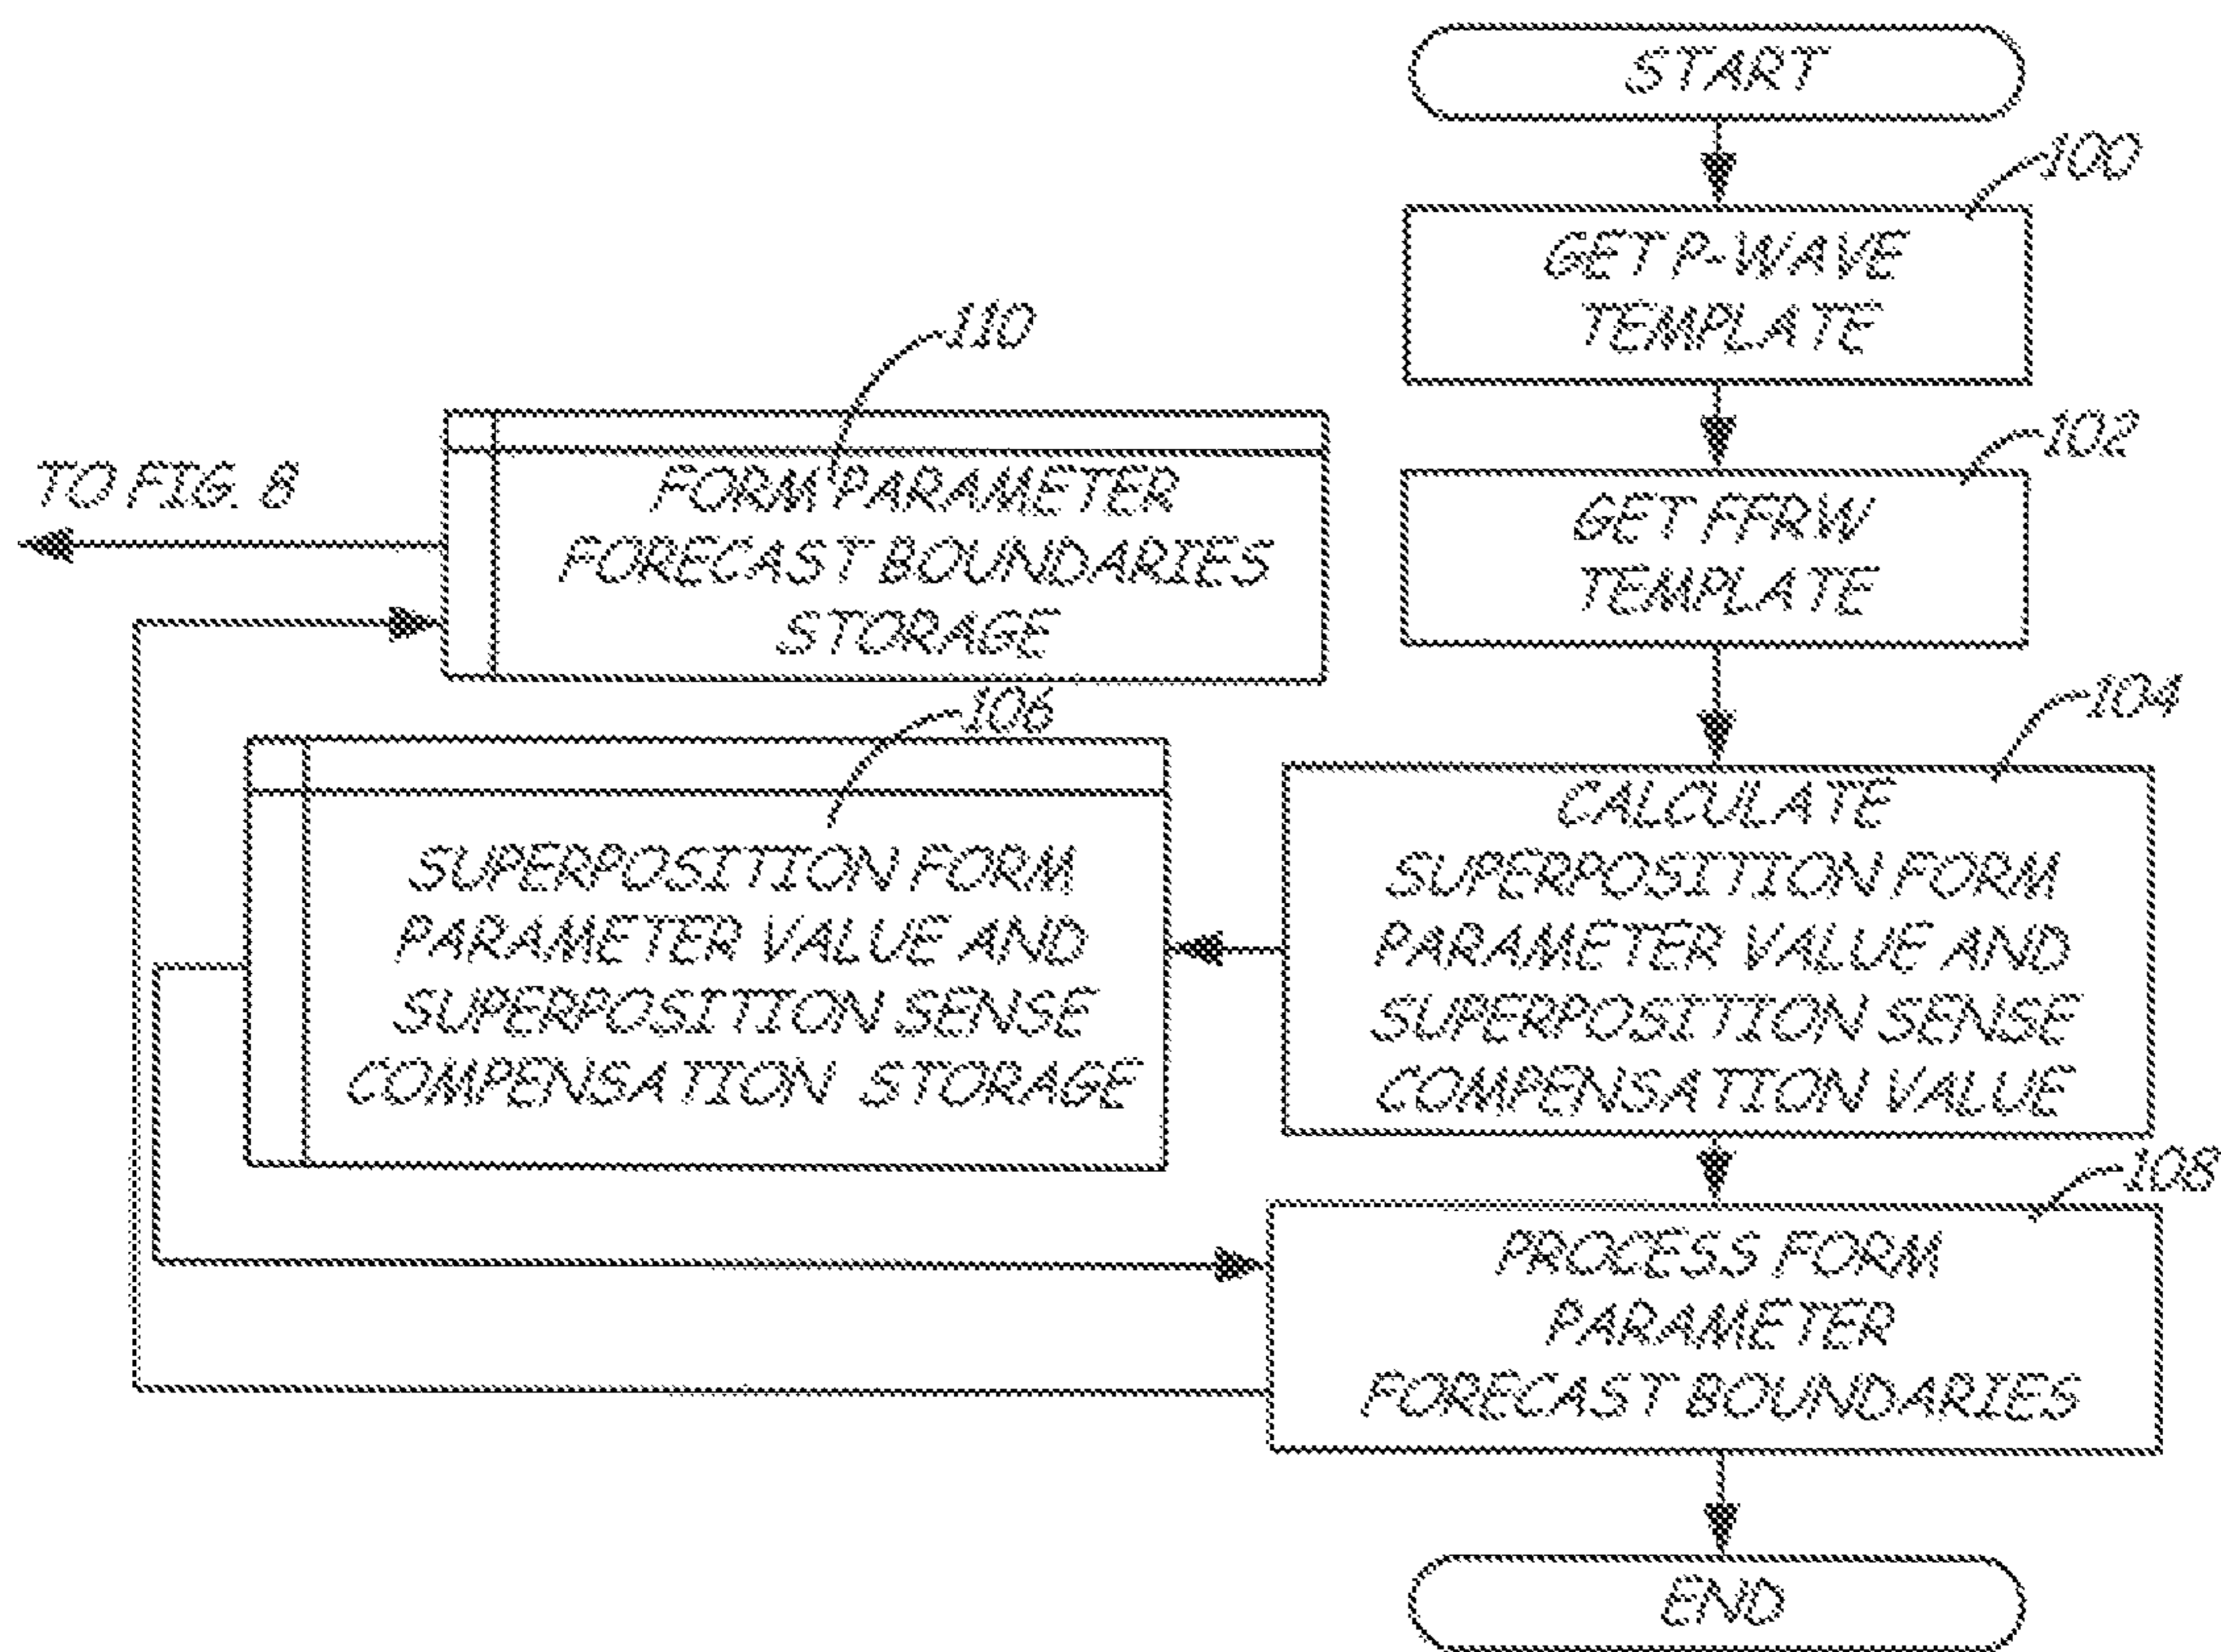 START
100
GET P-WAVE
TEMPLATE
110
102
TO FIG. 8
FORM PARAMETER
FORECAST BOUNDARIES
STORAGE
GET FFRW
TEMPLATE
106
104
SUPERPOSITION FORM
PARAMETER VALUE AND
SUPERPOSITION SENSE
COMPENSATION STORAGE
CALCULATE
SUPERPOSITION FORM
PARAMETER VALUE AND
SUPERPOSITION SENSE
COMPENSATION VALUE
108
PROCESS FORM
PARAMETER
FORECAST BOUNDARIES
END